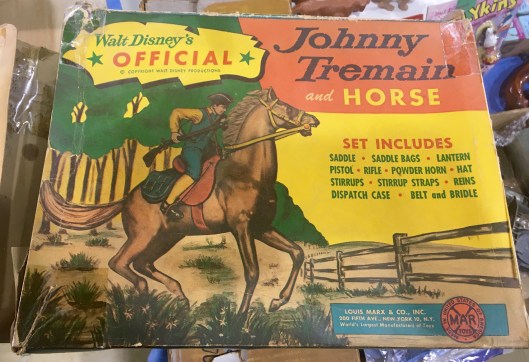 Walt Disney's
★ OFFICIAL ★
© COPYRIGHT WALT DISNEY PRODUCTIONS
Johnny
Tremain
and HORSE
SET INCLUDES
SADDLE • SADDLE BAGS • LANTERN
PISTOL • RIFLE • POWDER HORN • HAT
STIRRUPS • STIRRUP STRAPS • REINS
DISPATCH CASE • BELT and BRIDLE
LOUIS MARX & CO., INC.
200 FIFTH AVE., NEW YORK 10, N.Y.
World's Largest Manufacturers of Toys
MAR
TOYS